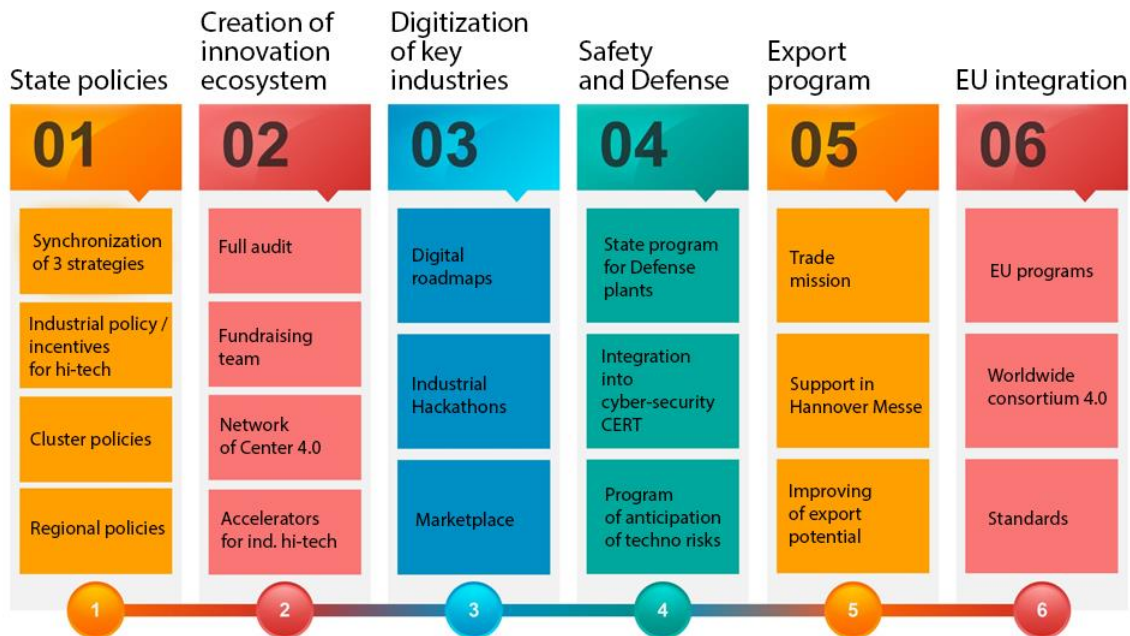 State policies
Creation of
innovation
ecosystem
Digitization
of key
industries
Safety
and Defense
Export
program
EU integration
01
02
03
04
05
06
Synchronization
of 3 strategies
Industrial policy /
incentives
for hi-tech
Cluster policies
Regional policies
Full audit
Fundraising
team
Network
of Center 4.0
Accelerators
for ind. hi-tech
Digital
roadmaps
Industrial
Hackathons
Marketplace
State program
for Defense
plants
Integration
into
cyber-security
CERT
Program
of anticipation
of techno risks
Trade
mission
Support in
Hannover Messe
Improving
of export
potential
EU programs
Worldwide
consortium 4.0
Standards
1
2
3
4
5
6